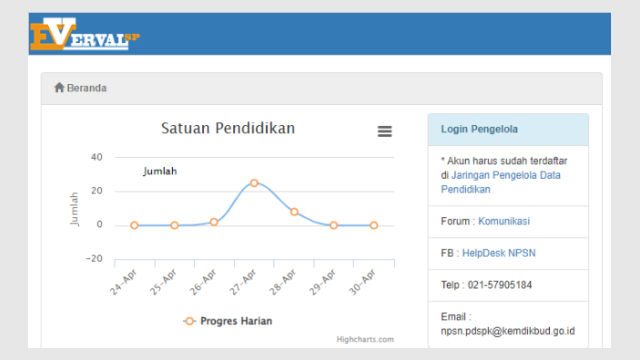 EVERVAL SP
Beranda
Satuan Pendidikan
Jumlah
40
20
0
-20
Jumlah
24-Apr
25-Apr
26-Apr
27-Apr
28-Apr
29-Apr
30-Apr
Progres Harian
Highcharts.com
Login Pengelola
* Akun harus sudah terdaftar
di Jaringan Pengelola Data
Pendidikan
Forum : Komunikasi
FB : HelpDesk NPSN
Telp : 021-57905184
Email :
npsn.pdspk@kemdikbud.go.id